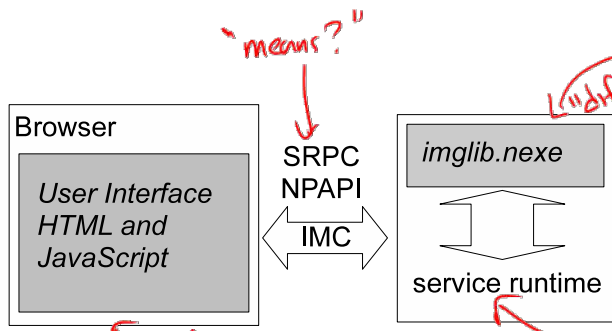 "means?"
Browser
User Interface
HTML and
JavaScript
SRPC
NPAPI
IMC
imglib.nexe
service runtime